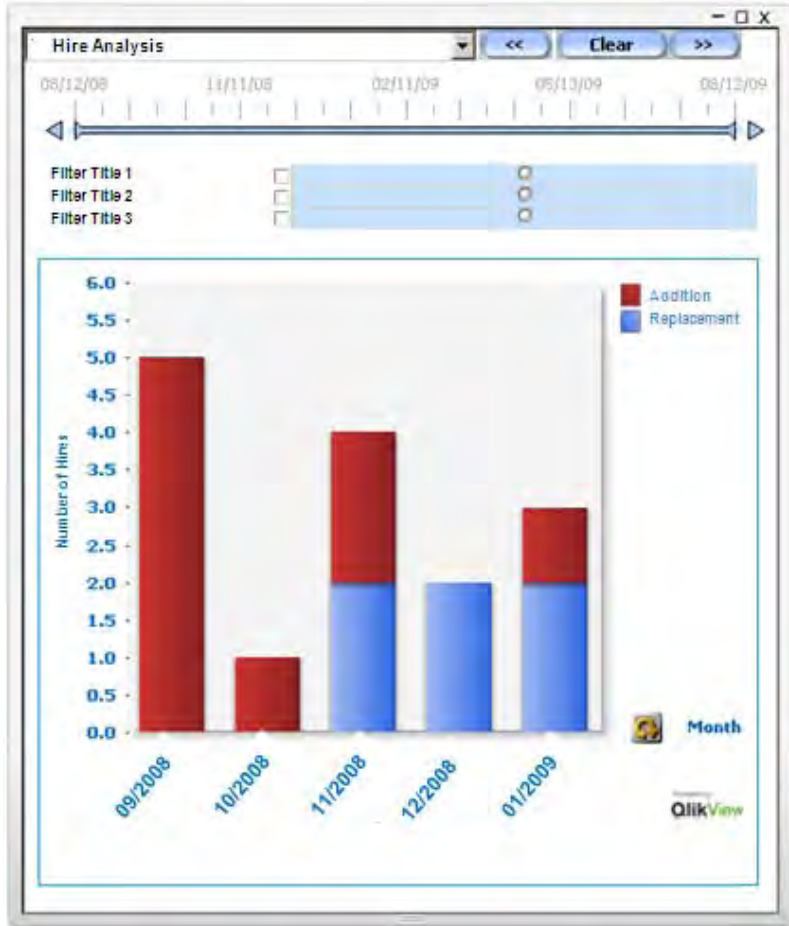 Hire Analysis
<< Clear >>
08/12/08 11/11/08 02/11/09 05/13/09 08/12/09
Filter Title 1
Filter Title 2
Filter Title 3
6.0
5.5
5.0
4.5
4.0
3.5
3.0
2.5
2.0
1.5
1.0
0.5
0.0
Number of Hires
Addition
Replacement
09/2008
10/2008
11/2008
12/2008
01/2009
Month
QlikView